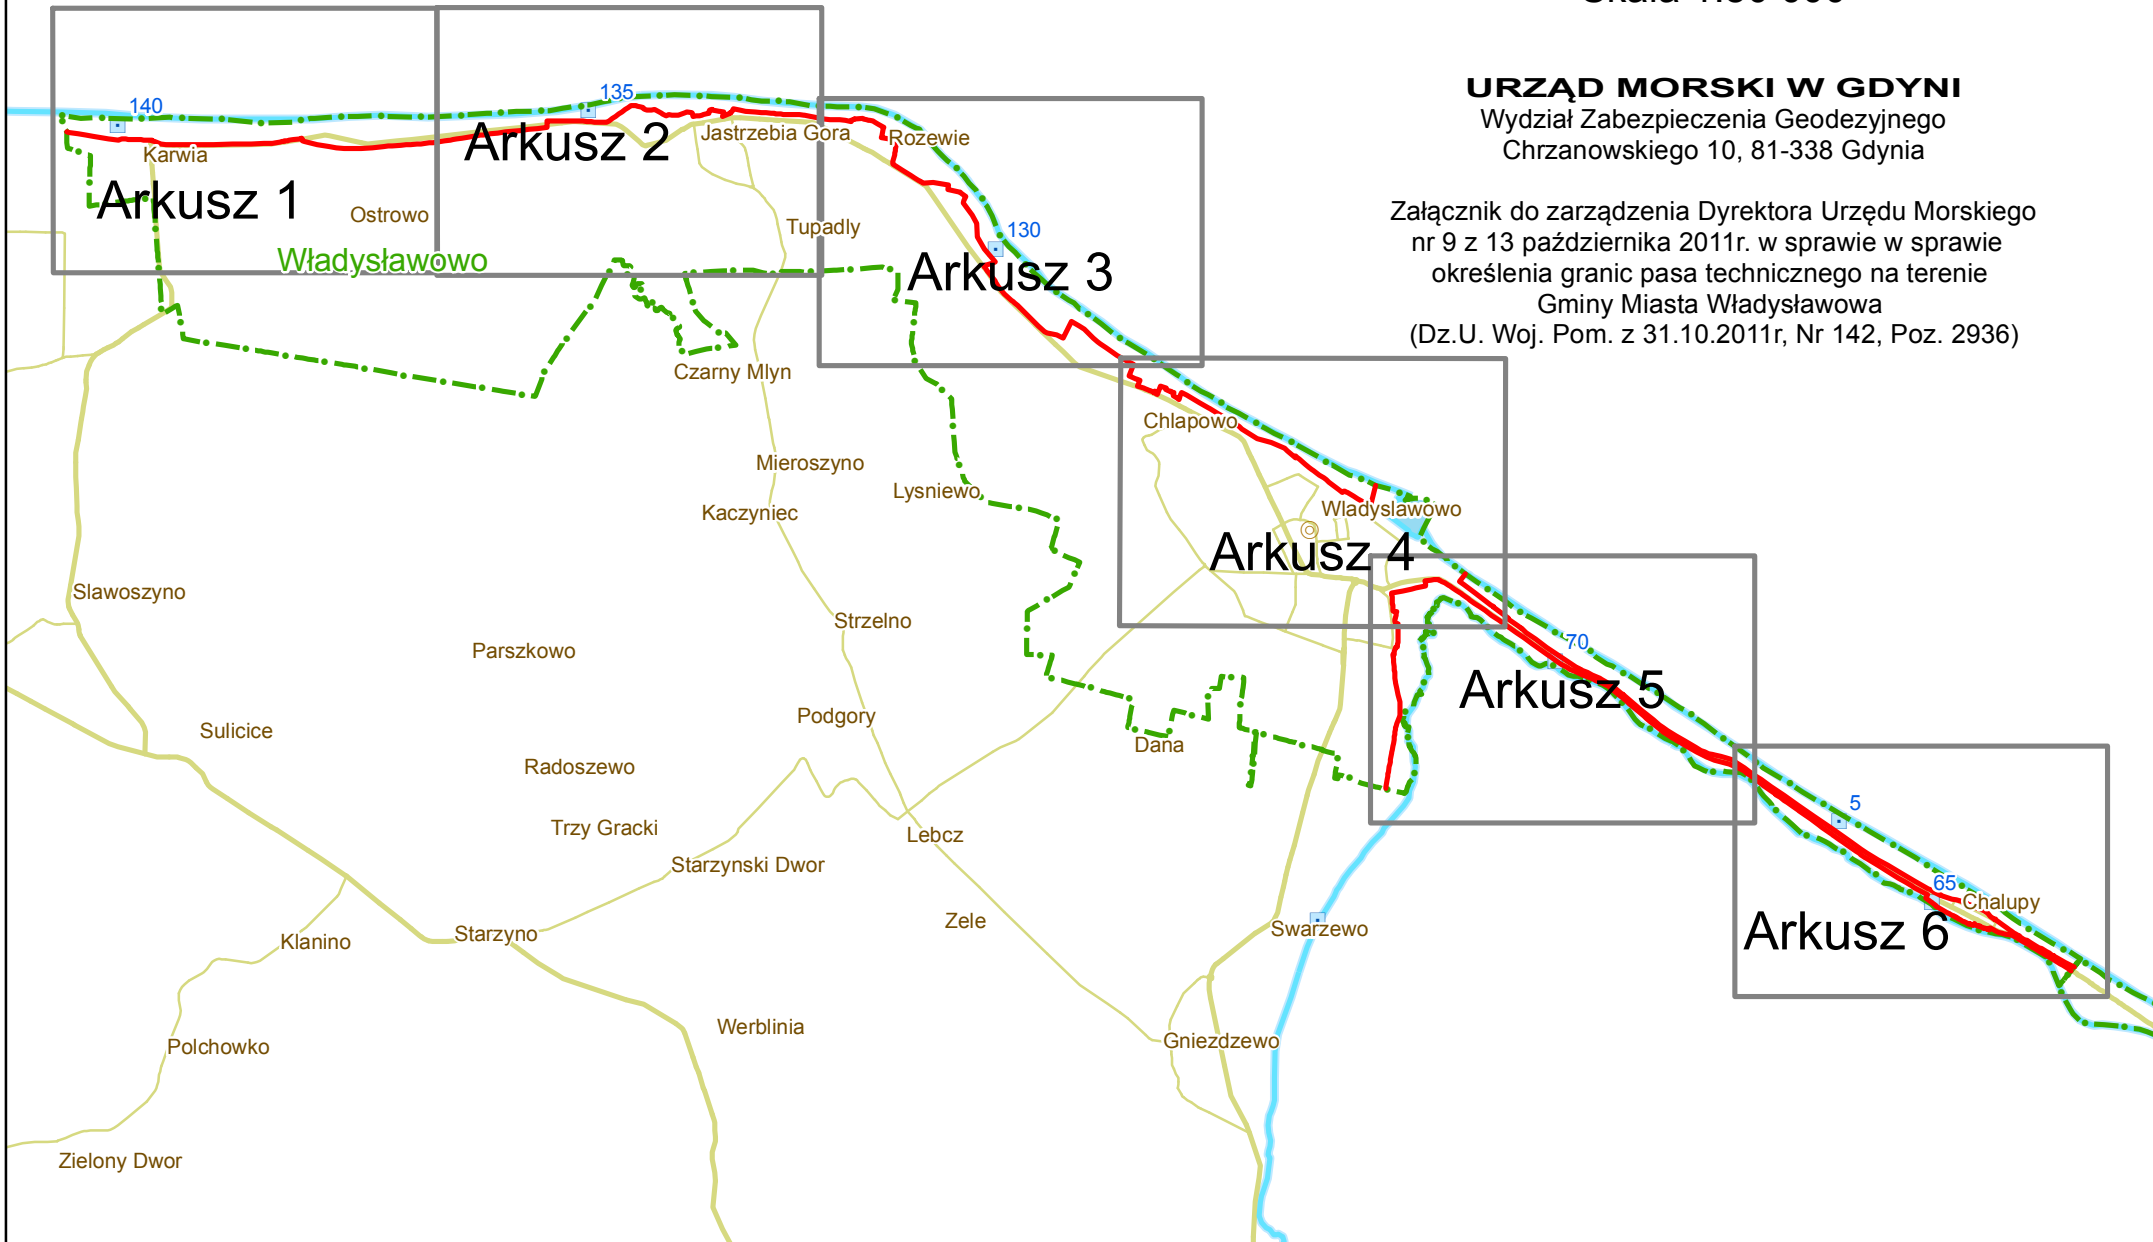 URZĄD MORSKI W GDYNI
Wydział Zabezpieczenia Geodezyjnego
Chrzanowskiego 10, 81-338 Gdynia
Załącznik do zarządzenia Dyrektora Urzędu Morskiego
nr 9 z 13 października 2011r. w sprawie w sprawie
określenia granic pasa technicznego na terenie
Gminy Miasta Władysławowa
(Dz.U. Woj. Pom. z 31.10.2011r, Nr 142, Poz. 2936)
140
135
Karwia
Arkusz 1
Ostrowo
Władysławowo
Arkusz 2
Jastrzebia Gora
Rozewie
Tupadly
130
Arkusz 3
Czarny Mlyn
Chlapowo
Mieroszyno
Lysniewo
Kaczyniec
Wladyslawowo
Arkusz 4
Slawoszyno
Strzelno
Parszkowo
70
Arkusz 5
Podgory
Sulicice
Dana
Radoszewo
5
Trzy Gracki
Lebcz
Starzynski Dwor
65
Chalupy
Arkusz 6
Zele
Swarzewo
Starzyno
Klanino
Werblinia
Gniezdzewo
Polchowko
Zielony Dwor